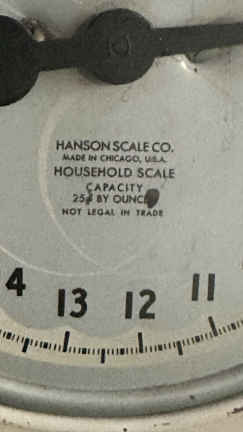 HANSON SCALE CO.
MADE IN CHICAGO, U.S.A.
HOUSEHOLD SCALE
CAPACITY
25# BY OUNCE
NOT LEGAL IN TRADE
4 13 12 11